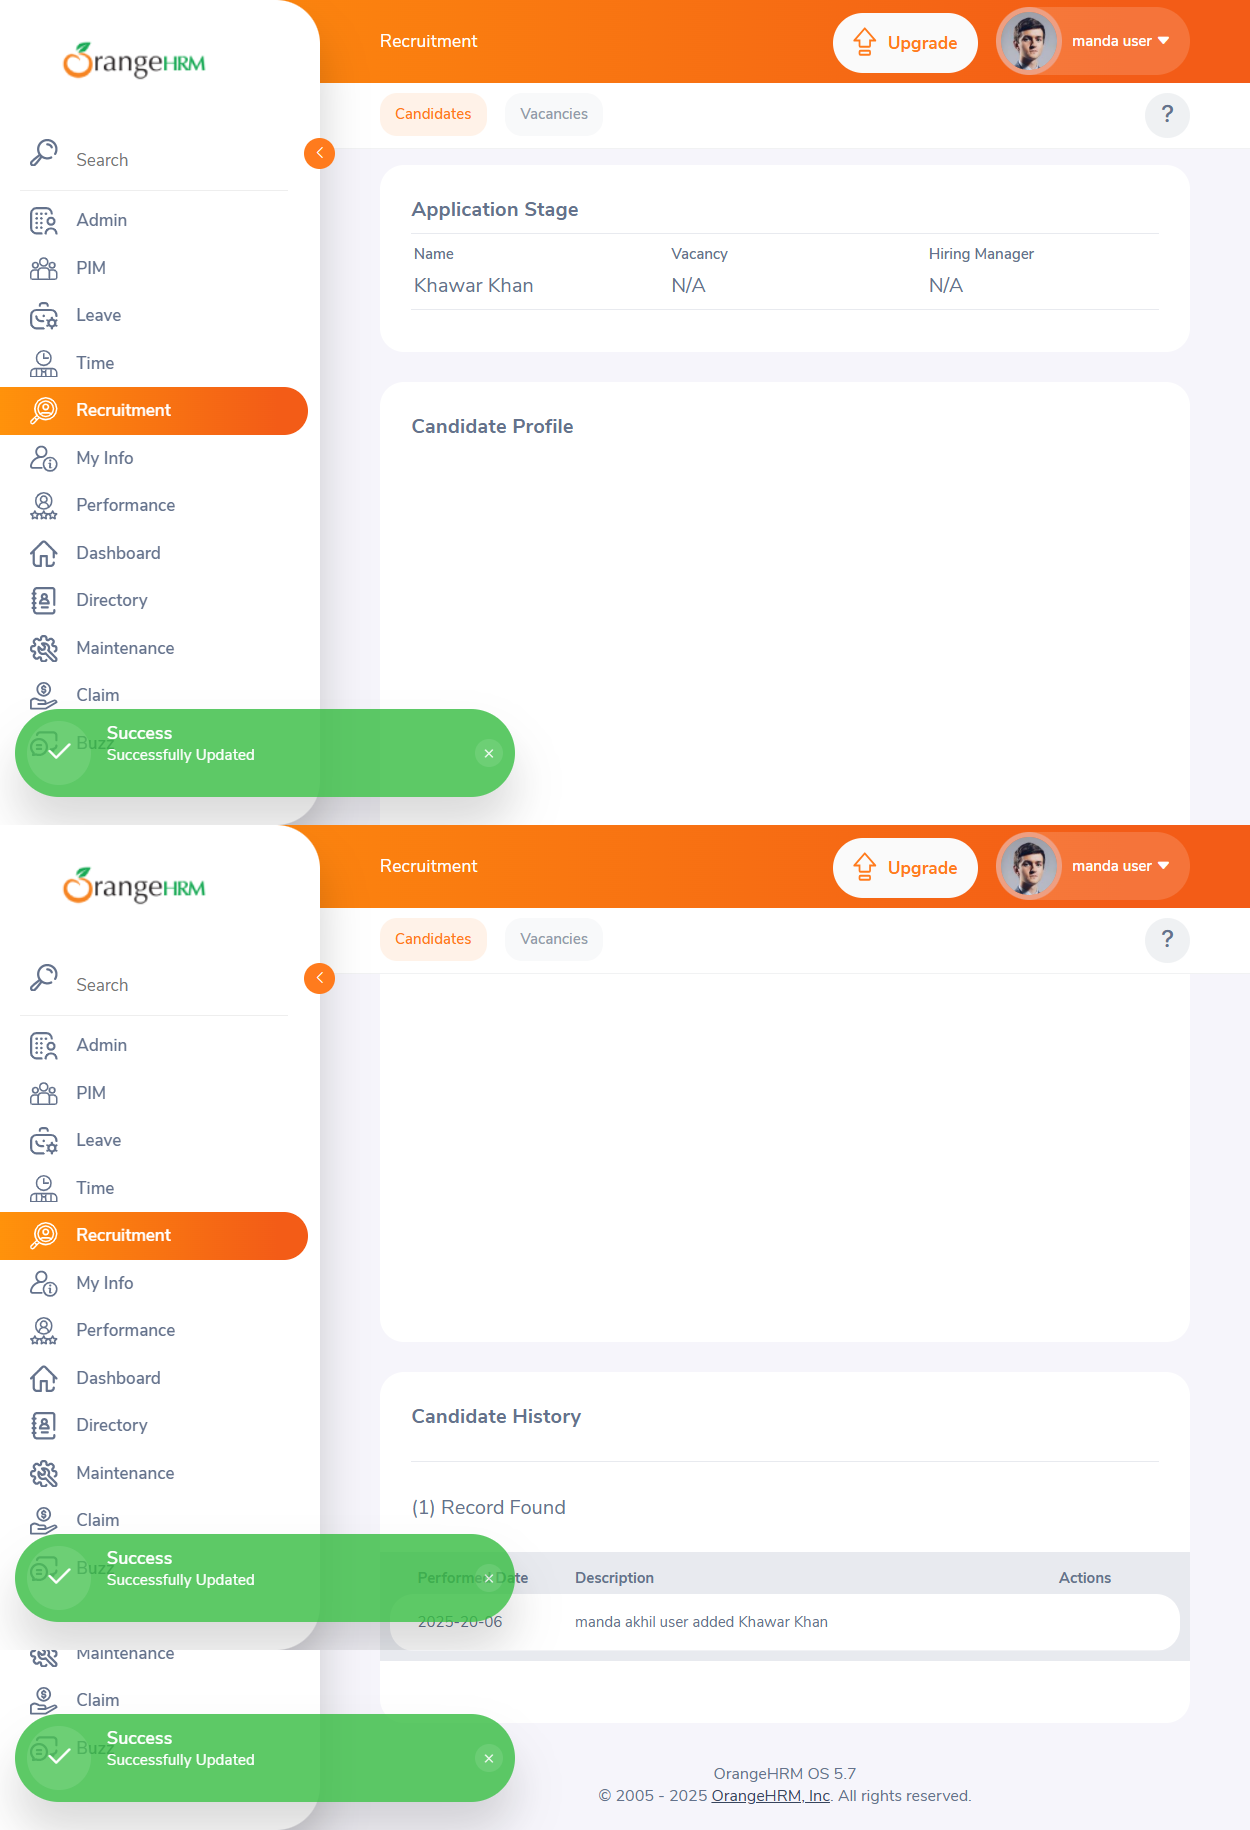 OrangeHRM
Recruitment
Upgrade
manda user
Candidates
Vacancies
?
Search
Admin
PIM
Leave
Time
Recruitment
My Info
Performance
Dashboard
Directory
Maintenance
Claim
Buzz
Application Stage
Name
Vacancy
Hiring Manager
Khawar Khan
N/A
N/A
Candidate Profile
Success
Successfully Updated
OrangeHRM
Recruitment
Upgrade
manda user
Candidates
Vacancies
?
Search
Admin
PIM
Leave
Time
Recruitment
My Info
Performance
Dashboard
Directory
Maintenance
Claim
Buzz
Candidate History
(1) Record Found
Performed Date
Description
Actions
2025-20-06
manda akhil user added Khawar Khan
Success
Successfully Updated
Maintenance
Claim
Buzz
Success
Successfully Updated
OrangeHRM OS 5.7
© 2005 - 2025 OrangeHRM, Inc. All rights reserved.